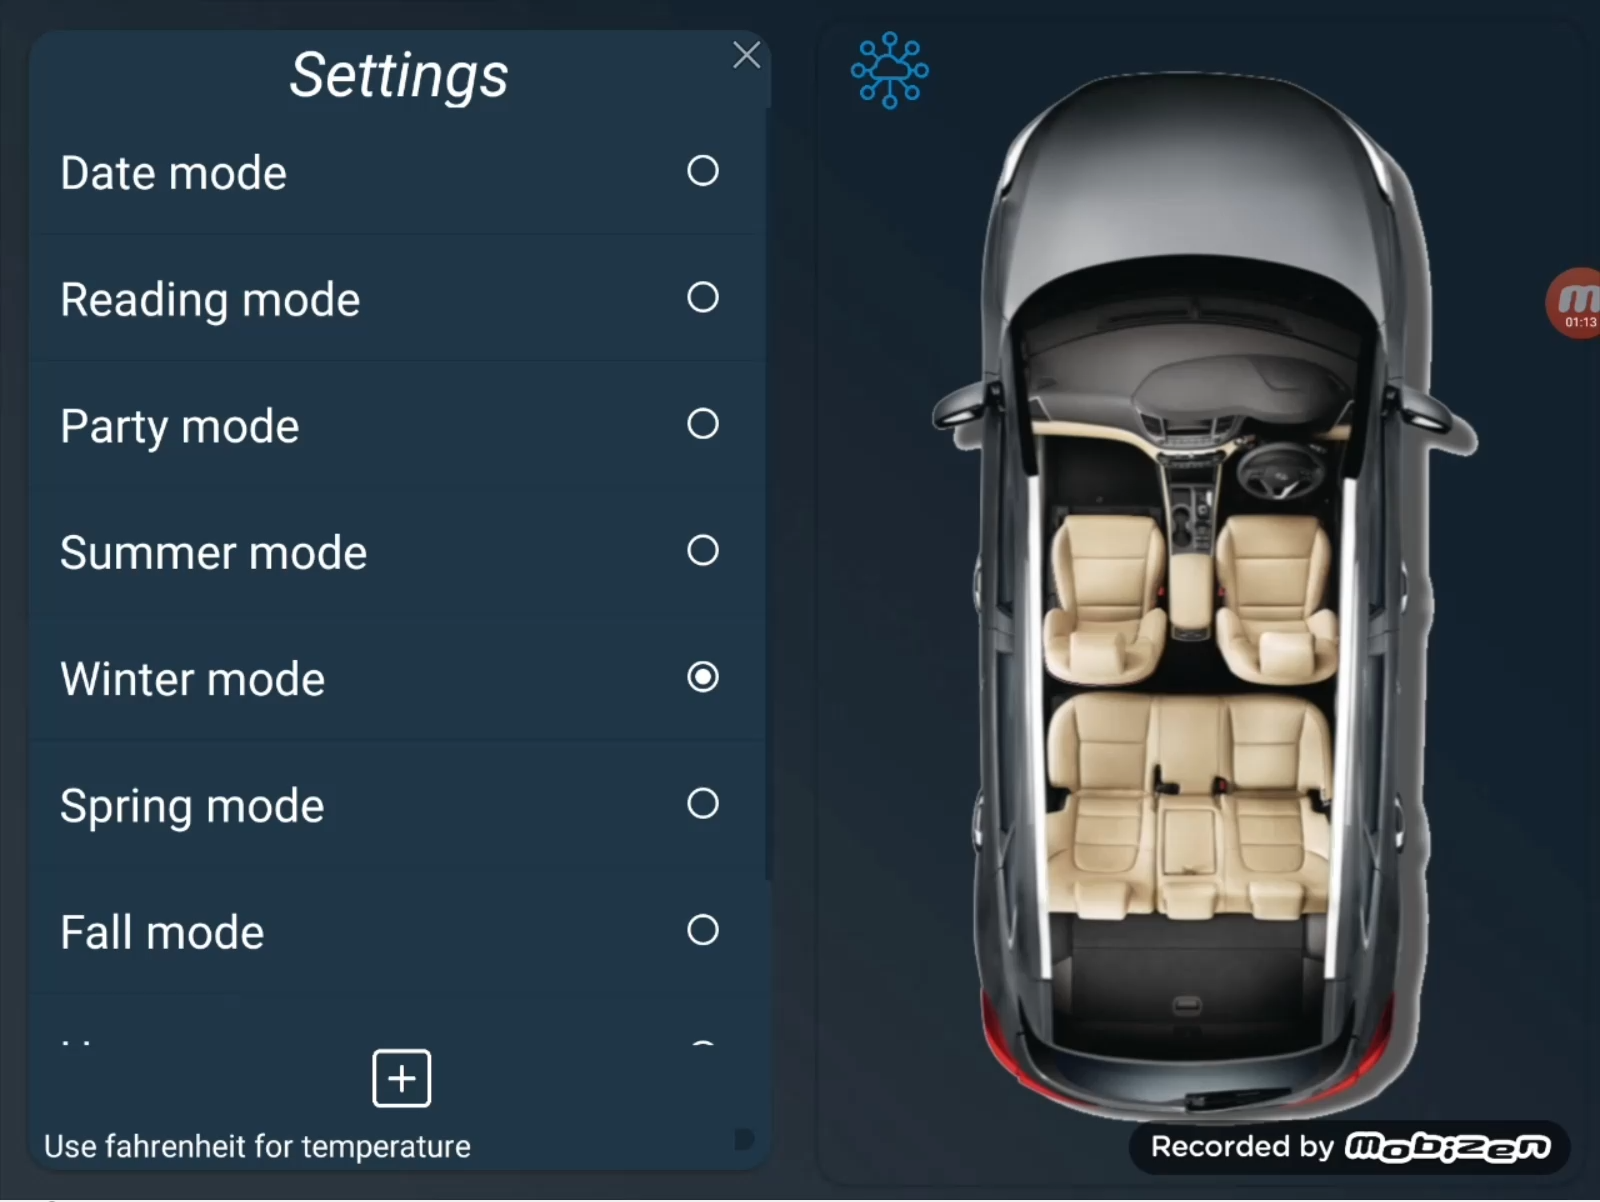 Settings
Date mode
Reading mode
Party mode
Summer mode
Winter mode
Spring mode
Fall mode
Use fahrenheit for temperature
01:13
Recorded by Mobizen